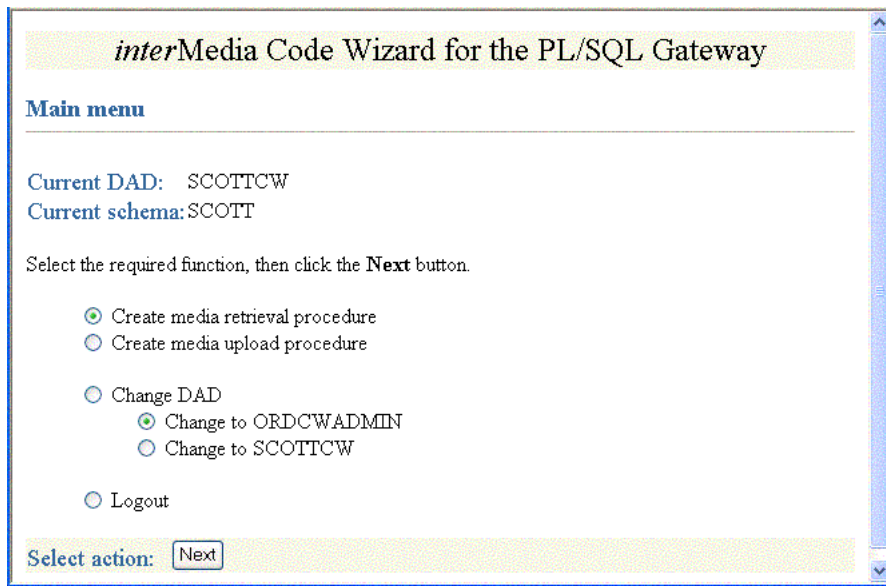 interMedia Code Wizard for the PL/SQL Gateway
Main menu
Current DAD: SCOTTCW
Current schema: SCOTT
Select the required function, then click the Next button.
Create media retrieval procedure
Create media upload procedure
Change DAD
Change to ORDCWADMIN
Change to SCOTTCW
Logout
Select action: Next